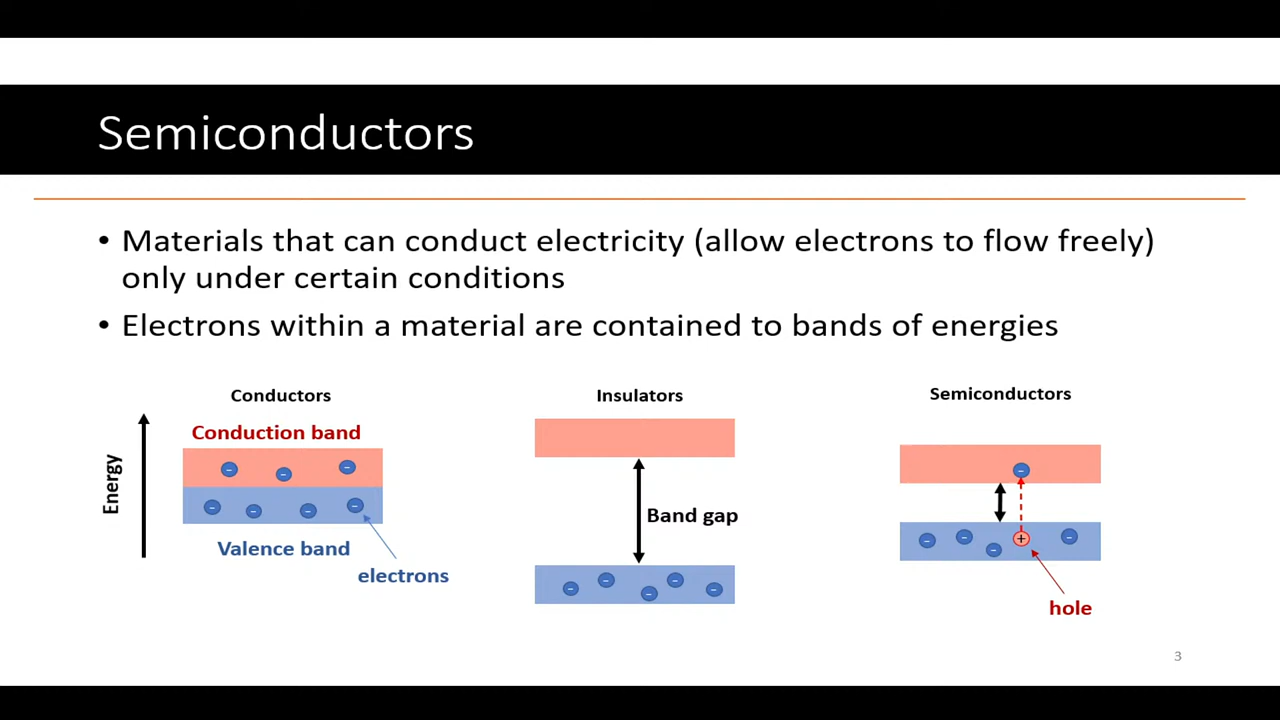 Semiconductors
• Materials that can conduct electricity (allow electrons to flow freely)
only under certain conditions
• Electrons within a material are contained to bands of energies
Conductors
Insulators
Semiconductors
Energy
Conduction band
Valence band
electrons
Band gap
hole
3